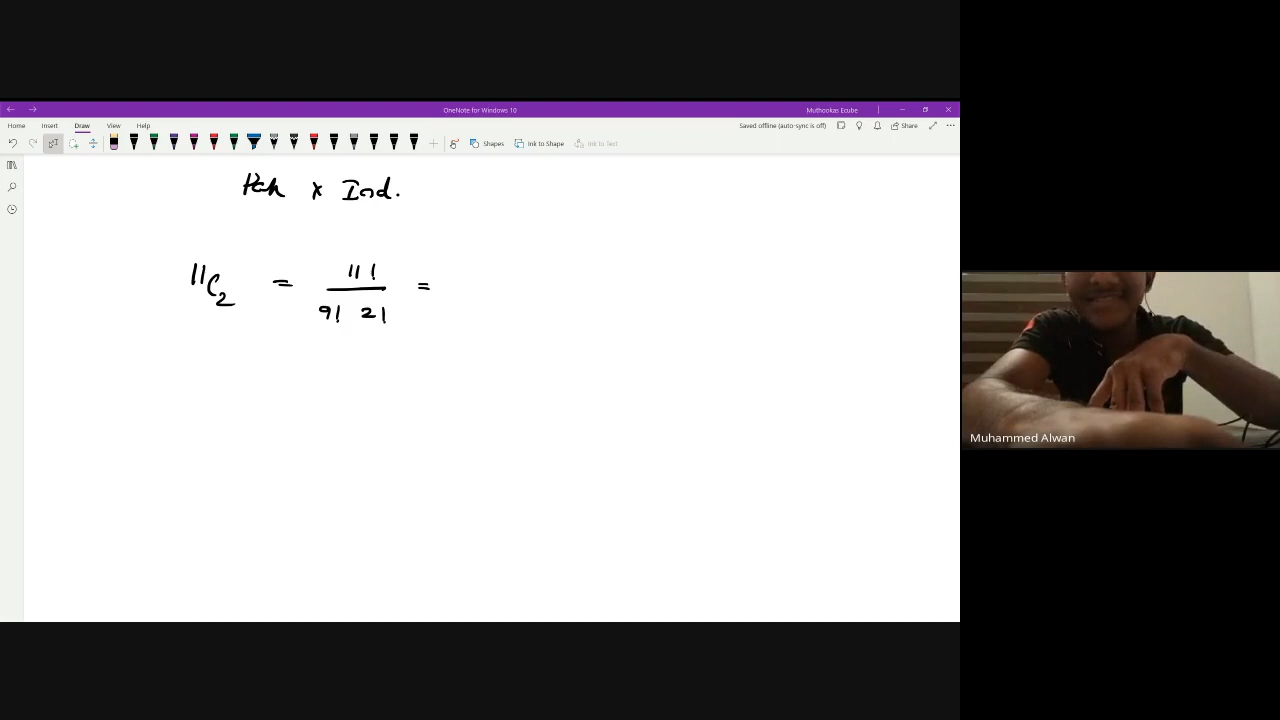 OneNote for Windows 10
Muthookas Ecube
Home Insert Draw View Help
Saved offline (auto-sync is off) Share
Shapes Ink to Shape Ink to Text
Pak x Ind.
11C2 = 11! / 9! 2! =
Muhammed Alwan